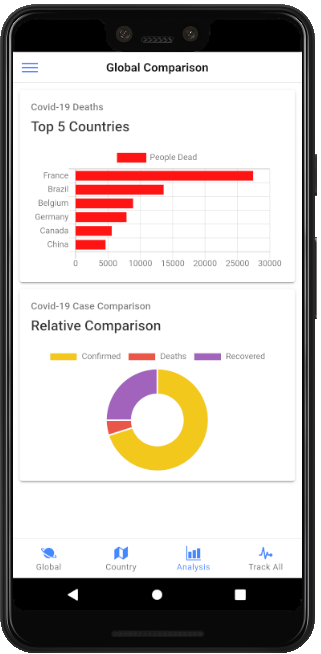 Global Comparison
Covid-19 Deaths
Top 5 Countries
People Dead
France
Brazil
Belgium
Germany
Canada
China
0 5000 10000 15000 20000 25000 30000
Covid-19 Case Comparison
Relative Comparison
Confirmed Deaths Recovered
Global Country Analysis Track All